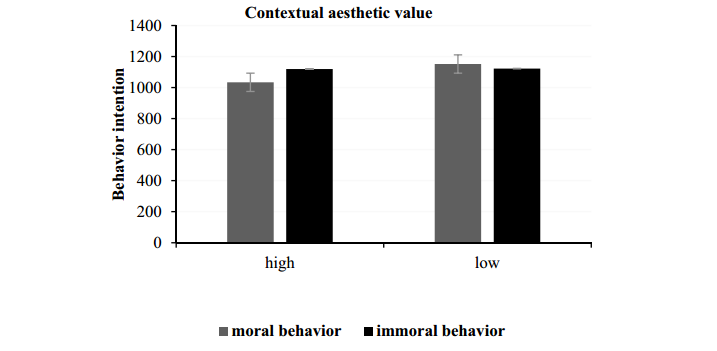 Contextual aesthetic value
Behavior intention
1400
1200
1000
800
600
400
200
0
high
low
moral behavior
immoral behavior